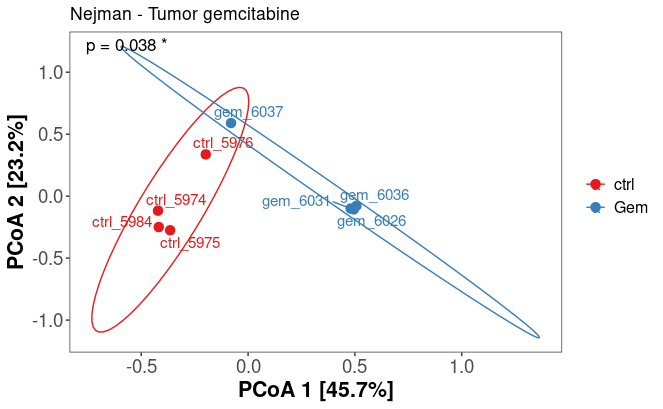 Nejman - Tumor gemcitabine
p = 0.038 *
gem_6037
ctrl_5976
gem_6036
ctrl_5974
gem_6031
ctrl_5984
gem_6026
ctrl_5975
1.0
0.5
0.0
-0.5
-1.0
PCoA 2 [23.2%]
-0.5
0.0
0.5
1.0
PCoA 1 [45.7%]
ctrl
Gem